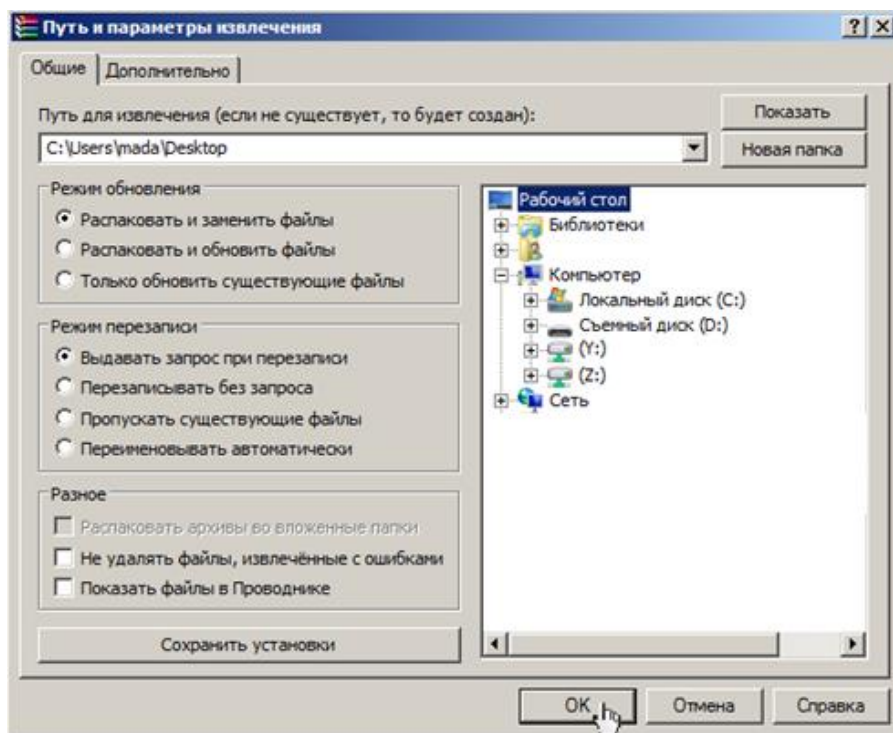 Путь и параметры извлечения
Общие
Дополнительно
Путь для извлечения (если не существует, то будет создан):
Показать
C:\Users\mada\Desktop
Новая папка
Режим обновления
Распаковать и заменить файлы
Распаковать и обновить файлы
Только обновить существующие файлы
Режим перезаписи
Выдавать запрос при перезаписи
Перезаписывать без запроса
Пропускать существующие файлы
Переименовывать автоматически
Разное
Распаковать архивы во вложенные папки
Не удалять файлы, извлечённые с ошибками
Показать файлы в Проводнике
Сохранить установки
Рабочий стол
Библиотеки
Компьютер
Локальный диск (C:)
Съемный диск (D:)
(Y:)
(Z:)
Сеть
OK
Отмена
Справка